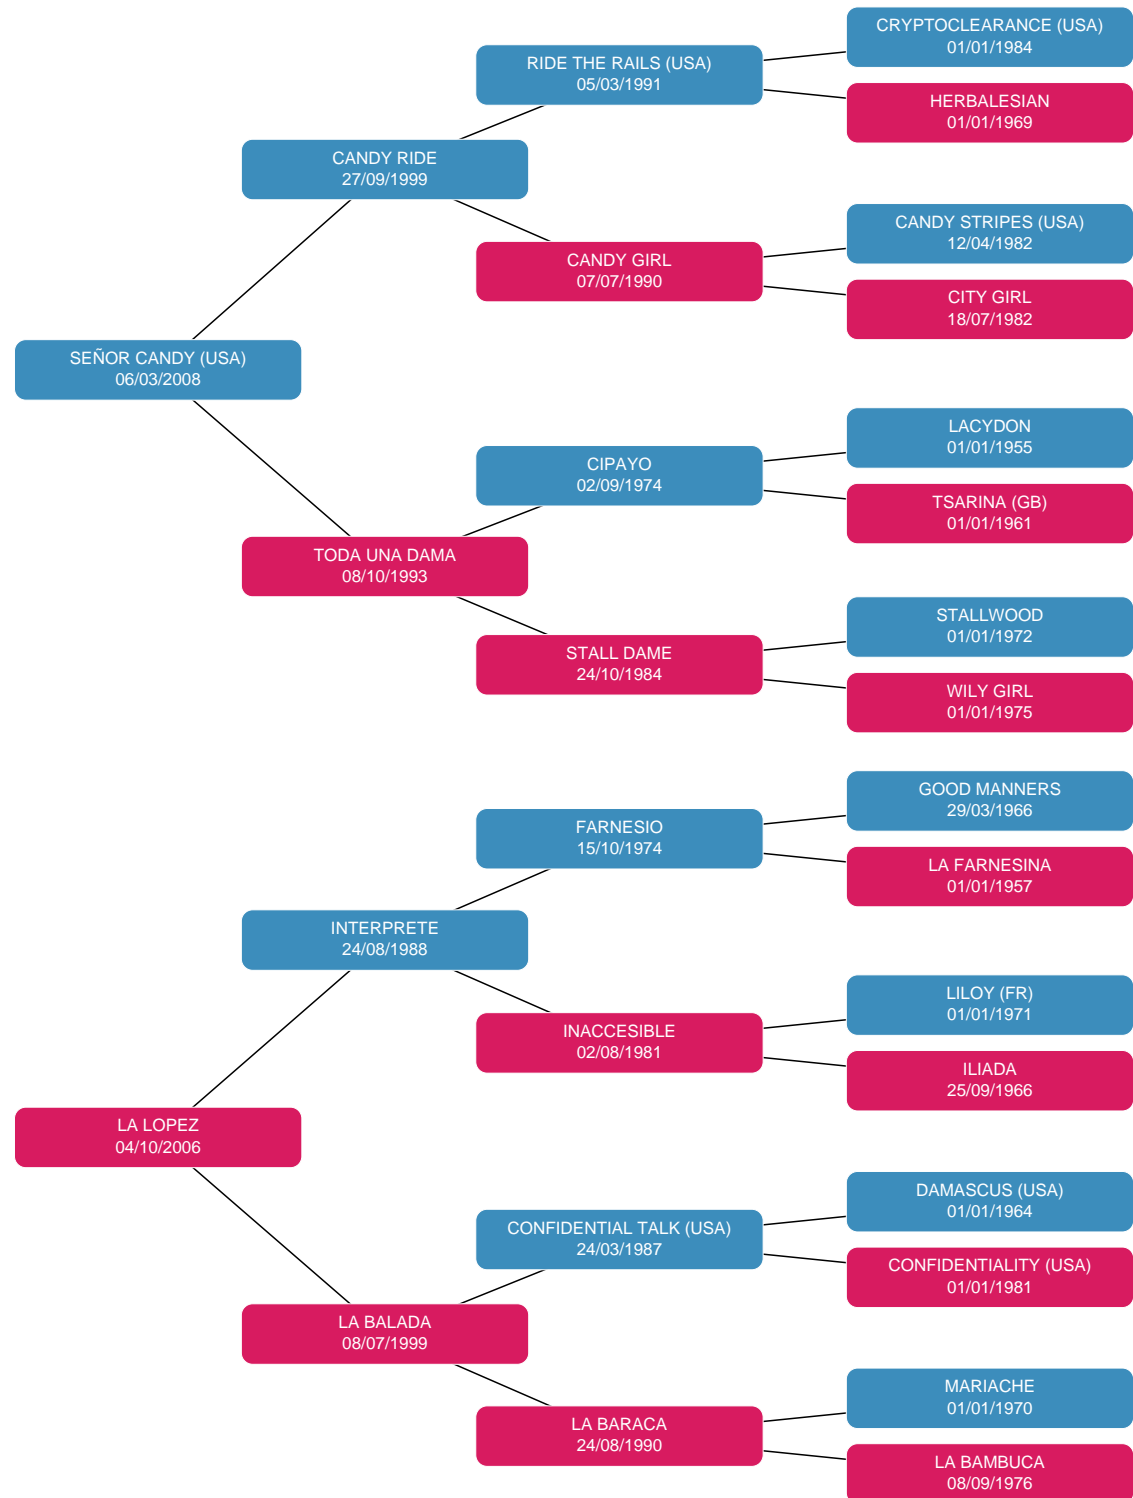 CRYPTOCLEARANCE (USA)
01/01/1984
RIDE THE RAILS (USA)
05/03/1991
HERBALESIAN
01/01/1969
CANDY RIDE
27/09/1999
CANDY STRIPES (USA)
12/04/1982
CANDY GIRL
07/07/1990
CITY GIRL
18/07/1982
SEÑOR CANDY (USA)
06/03/2008
LACYDON
01/01/1955
CIPAYO
02/09/1974
TSARINA (GB)
01/01/1961
TODA UNA DAMA
08/10/1993
STALLWOOD
01/01/1972
STALL DAME
24/10/1984
WILY GIRL
01/01/1975
GOOD MANNERS
29/03/1966
FARNESIO
15/10/1974
LA FARNESINA
01/01/1957
INTERPRETE
24/08/1988
LILOY (FR)
01/01/1971
INACCESIBLE
02/08/1981
ILIADA
25/09/1966
LA LOPEZ
04/10/2006
DAMASCUS (USA)
01/01/1964
CONFIDENTIAL TALK (USA)
24/03/1987
CONFIDENTIALITY (USA)
01/01/1981
LA BALADA
08/07/1999
MARIACHE
01/01/1970
LA BARACA
24/08/1990
LA BAMBUCA
08/09/1976